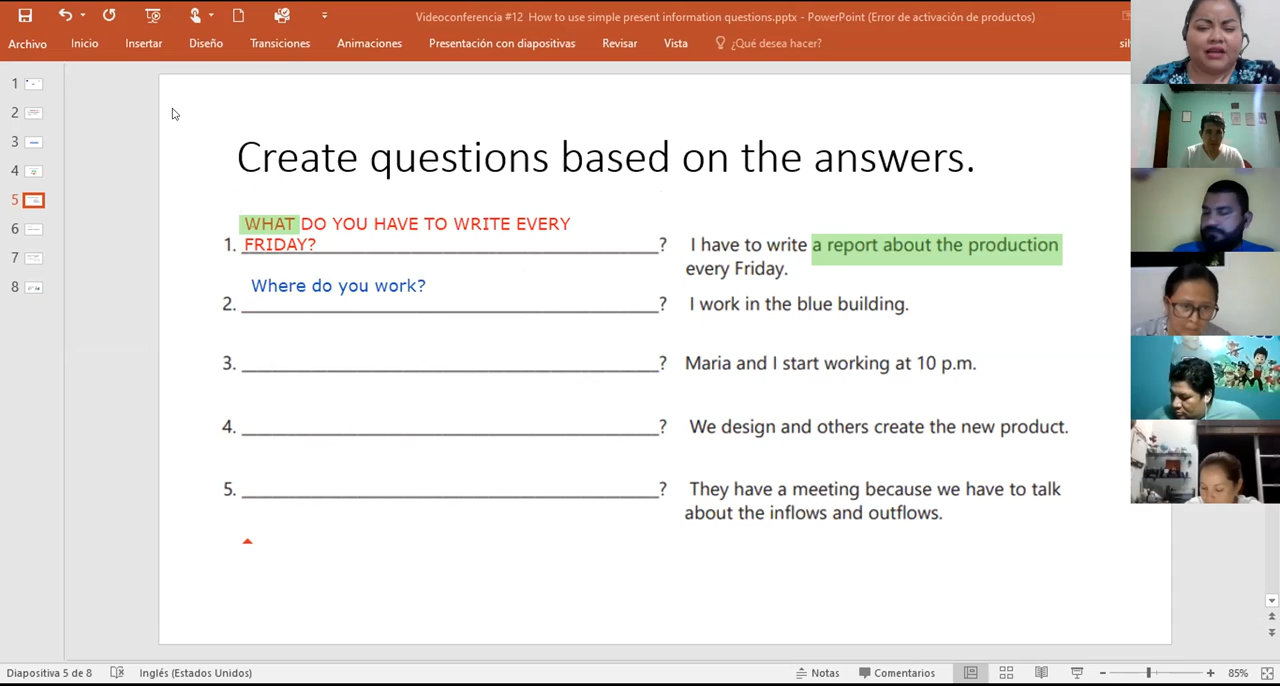 Videoconferencia #12 How to use simple present information questions.pptx - PowerPoint (Error de activación de productos)
Archivo Inicio Insertar Diseño Transiciones Animaciones Presentación con diapositivas Revisar Vista ¿Qué desea hacer?
1
2
3
4
5
6
7
8
Create questions based on the answers.
WHAT DO YOU HAVE TO WRITE EVERY
1. FRIDAY? ? I have to write a report about the production
every Friday.
Where do you work?
2. ? I work in the blue building.
3. ? Maria and I start working at 10 p.m.
4. ? We design and others create the new product.
5. ? They have a meeting because we have to talk
about the inflows and outflows.
Diapositiva 5 de 8 Inglés (Estados Unidos) Notas Comentarios 85%